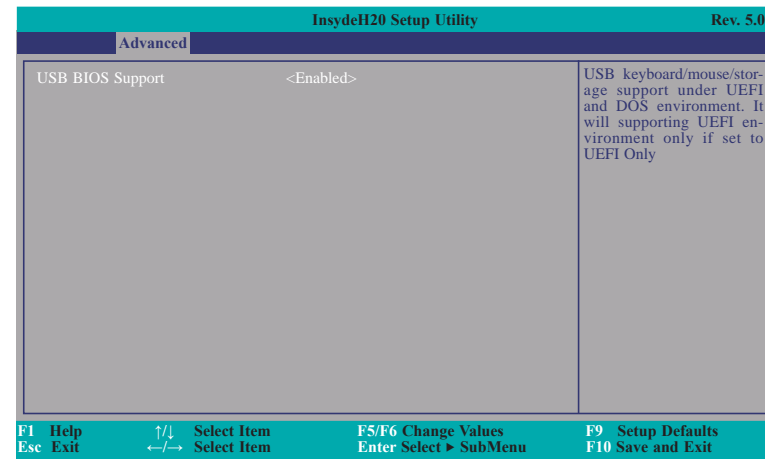 InsydeH20 Setup Utility Rev. 5.0
Advanced
USB BIOS Support <Enabled>
USB keyboard/mouse/stor-
age support under UEFI
and DOS environment. It
will supporting UEFI en-
vironment only if set to
UEFI Only
F1 Help ↑/↓ Select Item F5/F6 Change Values F9 Setup Defaults
Esc Exit ←/→ Select Item Enter Select ► SubMenu F10 Save and Exit